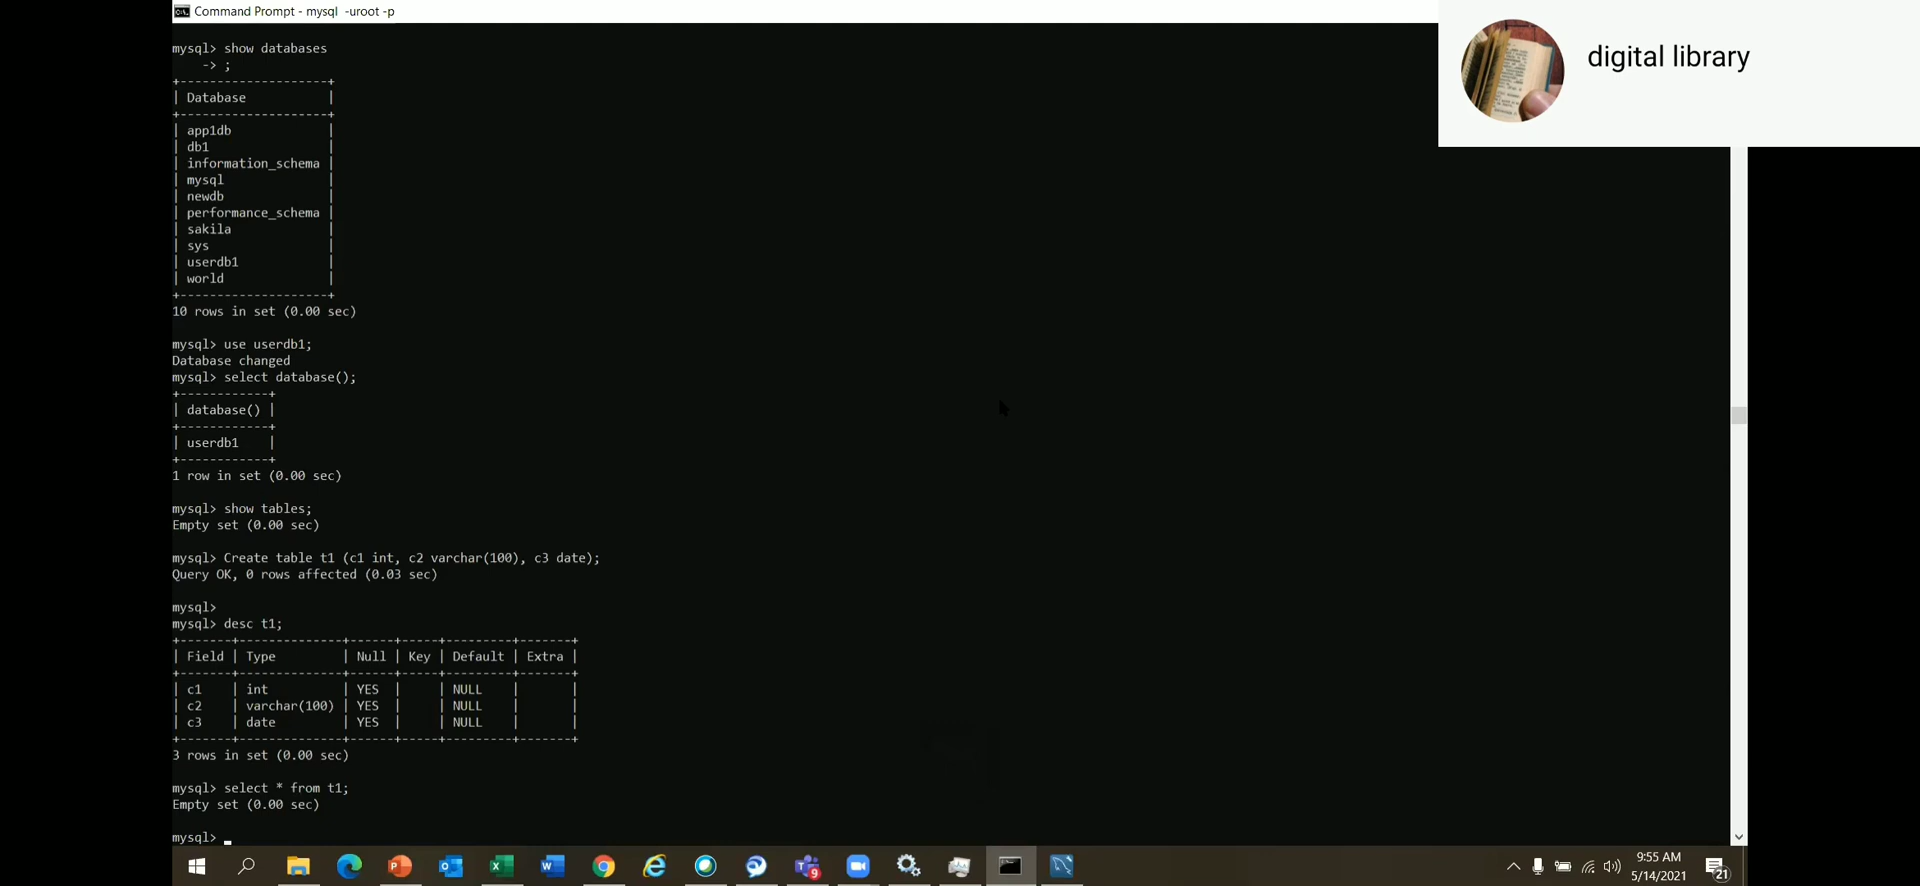 Command Prompt - mysql  -uroot -p
digital library
mysql> show databases
    -> ;
+--------------------+
| Database           |
+--------------------+
| app1db             |
| db1                |
| information_schema |
| mysql              |
| newdb              |
| performance_schema |
| sakila             |
| sys                |
| userdb1            |
| world              |
+--------------------+
10 rows in set (0.00 sec)
mysql> use userdb1;
Database changed
mysql> select database();
+------------+
| database() |
+------------+
| userdb1    |
+------------+
1 row in set (0.00 sec)
mysql> show tables;
Empty set (0.00 sec)
mysql> Create table t1 (c1 int, c2 varchar(100), c3 date);
Query OK, 0 rows affected (0.03 sec)
mysql>
mysql> desc t1;
+-------+--------------+------+-----+---------+-------+
| Field | Type         | Null | Key | Default | Extra |
+-------+--------------+------+-----+---------+-------+
| c1    | int          | YES  |     | NULL    |       |
| c2    | varchar(100) | YES  |     | NULL    |       |
| c3    | date         | YES  |     | NULL    |       |
+-------+--------------+------+-----+---------+-------+
3 rows in set (0.00 sec)
mysql> select * from t1;
Empty set (0.00 sec)
mysql> _
9:55 AM
5/14/2021
9
21